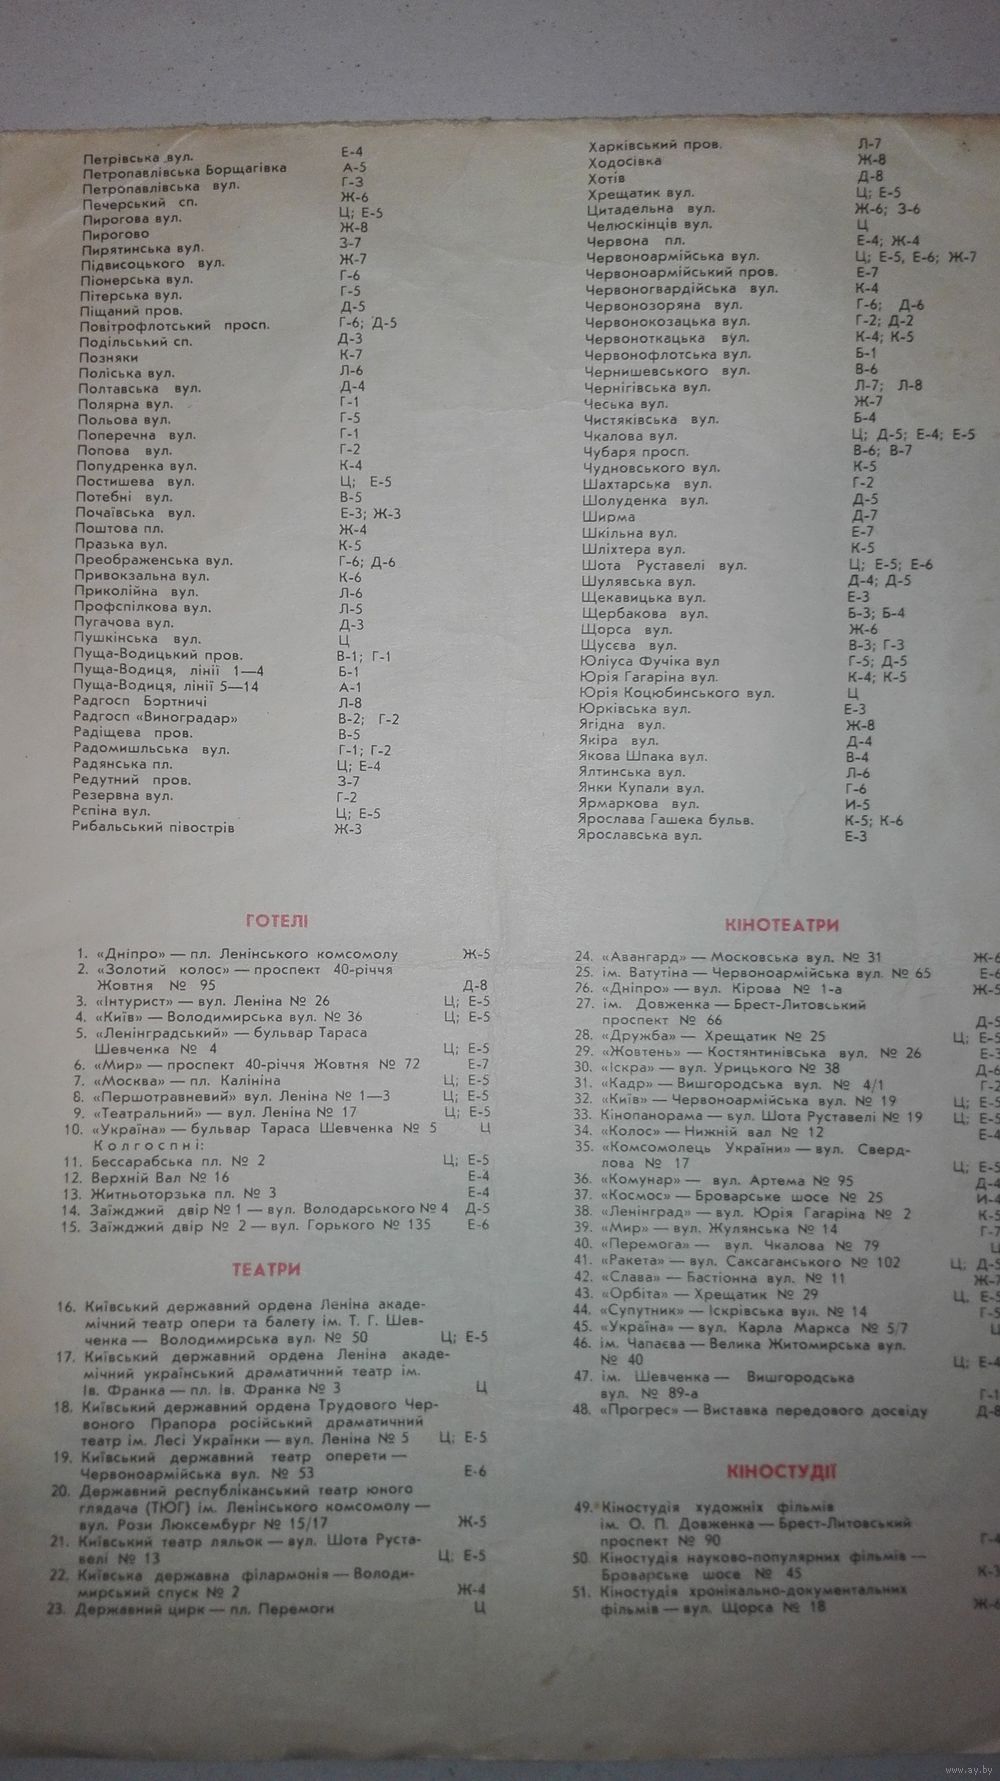 Петрівська вул. Е-4
Петропавлівська Борщагівка А-5
Петропавлівська вул. Г-3
Печерський сп. Ж-6
Пирогова вул. Ц; Е-5
Пирогово Ж-8
Пирятинська вул. З-7
Підвисоцького вул. Ж-7
Піонерська вул. Г-6
Пітерська вул. Г-5
Піщаний пров. Д-5
Повітрофлотський просп. Г-6; Д-5
Подільський сп. Д-3
Позняки К-7
Поліська вул. Л-6
Полтавська вул. Д-4
Полярна вул. Г-1
Польова вул. Г-5
Поперечна вул. Г-1
Попова вул. Г-2
Попудренка вул. К-4
Постишева вул. Ц; Е-5
Потебні вул. В-5
Почаївська вул. Е-3; Ж-3
Поштова пл. Ж-4
Празька вул. К-5
Преображенська вул. Г-6; Д-6
Привокзальна вул. К-6
Приколійна вул. Л-6
Профспілкова вул. Л-5
Пугачова вул. Д-3
Пушкінська вул. Ц
Пуща-Водицький пров. В-1; Г-1
Пуща-Водиця, лінії 1—4 Б-1
Пуща-Водиця, лінії 5—14 А-1
Радгосп Бортничі Л-8
Радгосп «Виноградар» В-2; Г-2
Радіщева пров. В-5
Радомишльська вул. Г-1; Г-2
Радянська пл. Ц; Е-4
Редутний пров. З-7
Резервна вул. Г-2
Рєпіна вул. Ц; Е-5
Рибальський півострів Ж-3
Харківський пров. Л-7
Ходосівка Ж-8
Хотів Д-8
Хрещатик вул. Ц; Е-5
Цитадельна вул. Ж-6; З-6
Челюскінців вул. Ц
Червона пл. Е-4; Ж-4
Червоноармійська вул. Ц; Е-5, Е-6; Ж-7
Червоноармійський пров. Е-7
Червоногвардійська вул. К-4
Червонозоряна вул. Г-6; Д-6
Червонокозацька вул. Г-2; Д-2
Червоноткацька вул. К-4; К-5
Червонофлотська вул. Б-1
Чернишевського вул. В-6
Чернігівська вул. Л-7; Л-8
Чеська вул. Ж-7
Чистяківська вул. Б-4
Чкалова вул. Ц; Д-5; Е-4; Е-5
Чубаря просп. В-6; В-7
Чудновського вул. К-5
Шахтарська вул. Г-2
Шолуденка вул. Д-5
Ширма Д-7
Шкільна вул. Е-7
Шліхтера вул. К-5
Шота Руставелі вул. Ц; Е-5; Е-6
Шулявська вул. Д-4; Д-5
Щекавицька вул. Е-3
Щербакова вул. Б-3; Б-4
Щорса вул. Ж-6
Щусєва вул. В-3; Г-3
Юліуса Фучіка вул Г-5; Д-5
Юрія Гагаріна вул. К-4; К-5
Юрія Коцюбинського вул. Ц
Юрківська вул. Е-3
Ягідна вул. Ж-8
Якіра вул. Д-4
Якова Шпака вул. В-4
Ялтинська вул. Л-6
Янки Купали вул. Г-6
Ярмаркова вул. И-5
Ярослава Гашека бульв. К-5; К-6
Ярославська вул. Е-3
ГОТЕЛІ
1. «Дніпро» — пл. Ленінського комсомолу Ж-5
2. «Золотий колос» — проспект 40-річчя
Жовтня № 95 Д-8
3. «Інтурист» — вул. Леніна № 26 Ц; Е-5
4. «Київ» — Володимирська вул. № 36 Ц; Е-5
5. «Ленінградський» — бульвар Тараса
Шевченка № 4 Ц; Е-5
6. «Мир» — проспект 40-річчя Жовтня № 72 Е-7
7. «Москва» — пл. Калініна Ц; Е-5
8. «Першотравневий» вул. Леніна № 1—3 Ц; Е-5
9. «Театральний» — вул. Леніна № 17 Ц; Е-5
10. «Україна» — бульвар Тараса Шевченка № 5 Ц
Колгоспні:
11. Бессарабська пл. № 2 Ц; Е-5
12. Верхній Вал № 16 Е-4
13. Житньоторзька пл. № 3 Е-4
14. Заїжджий двір № 1 — вул. Володарського № 4 Д-5
15. Заїжджий двір № 2 — вул. Горького № 135 Е-6
ТЕАТРИ
16. Київський державний ордена Леніна акаде-
мічний театр опери та балету ім. Т. Г. Шев-
ченка — Володимирська вул. № 50 Ц; Е-5
17. Київський державний ордена Леніна акаде-
мічний український драматичний театр ім.
Ів. Франка — пл. Ів. Франка № 3 Ц
18. Київський державний ордена Трудового Чер-
воного Прапора російський драматичний
театр ім. Лесі Українки — вул. Леніна № 5 Ц; Е-5
19. Київський державний театр оперети —
Червоноармійська вул. № 53 Е-6
20. Державний республіканський театр юного
глядача (ТЮГ) ім. Ленінського комсомолу —
вул. Рози Люксембург № 15/17 Ж-5
21. Київський театр ляльок — вул. Шота Руста-
велі № 13 Ц; Е-5
22. Київська державна філармонія — Володи-
мирський спуск № 2 Ж-4
23. Державний цирк — пл. Перемоги Ц
КІНОТЕАТРИ
24. «Авангард» — Московська вул. № 31 Ж-6
25. ім. Ватутіна — Червоноармійська вул. № 65 Е-6
26. «Дніпро» — вул. Кірова № 1-а Ж-5
27. ім. Довженка — Брест-Литовський
проспект № 66 Д-5
28. «Дружба» — Хрещатик № 25 Ц; Е-5
29. «Жовтень» — Костянтинівська вул. № 26 Е-3
30. «Іскра» — вул. Урицького № 38 Д-6
31. «Кадр» — Вишгородська вул. № 4/1 Г-2
32. «Київ» — Червоноармійська вул. № 19 Ц; Е-5
33. Кінопанорама — вул. Шота Руставелі № 19 Ц; Е-5
34. «Колос» — Нижній вал № 12 Е-4
35. «Комсомолець України» — вул. Сверд-
лова № 17 Ц; Е-5
36. «Комунар» — вул. Артема № 95 Д-4
37. «Космос» — Броварське шосе № 25 И-4
38. «Ленінград» — вул. Юрія Гагаріна № 2 К-5
39. «Мир» — вул. Жулянська № 14 Г-7
40. «Перемога» — вул. Чкалова № 79 Ц
41. «Ракета» — вул. Саксаганського № 102 Ц; Д-5
42. «Слава» — Бастіонна вул. № 11 Ж-7
43. «Орбіта» — Хрещатик № 29 Ц, Е-5
44. «Супутник» — Іскрівська вул. № 14 Г-5
45. «Україна» — вул. Карла Маркса № 5/7 Ц
46. ім. Чапаєва — Велика Житомирська вул.
№ 40 Ц; Е-4
47. ім. Шевченка — Вишгородська
вул. № 89-а Г-1
48. «Прогрес» — Виставка передового досвіду Д-8
КІНОСТУДІЇ
49. Кіностудія художніх фільмів
ім. О. П. Довженка — Брест-Литовський
проспект № 90 Г-4
50. Кіностудія науково-популярних фільмів —
Броварське шосе № 45 К-3
51. Кіностудія хронікально-документальних
фільмів — вул. Щорса № 18 Ж-6
www.ay.by